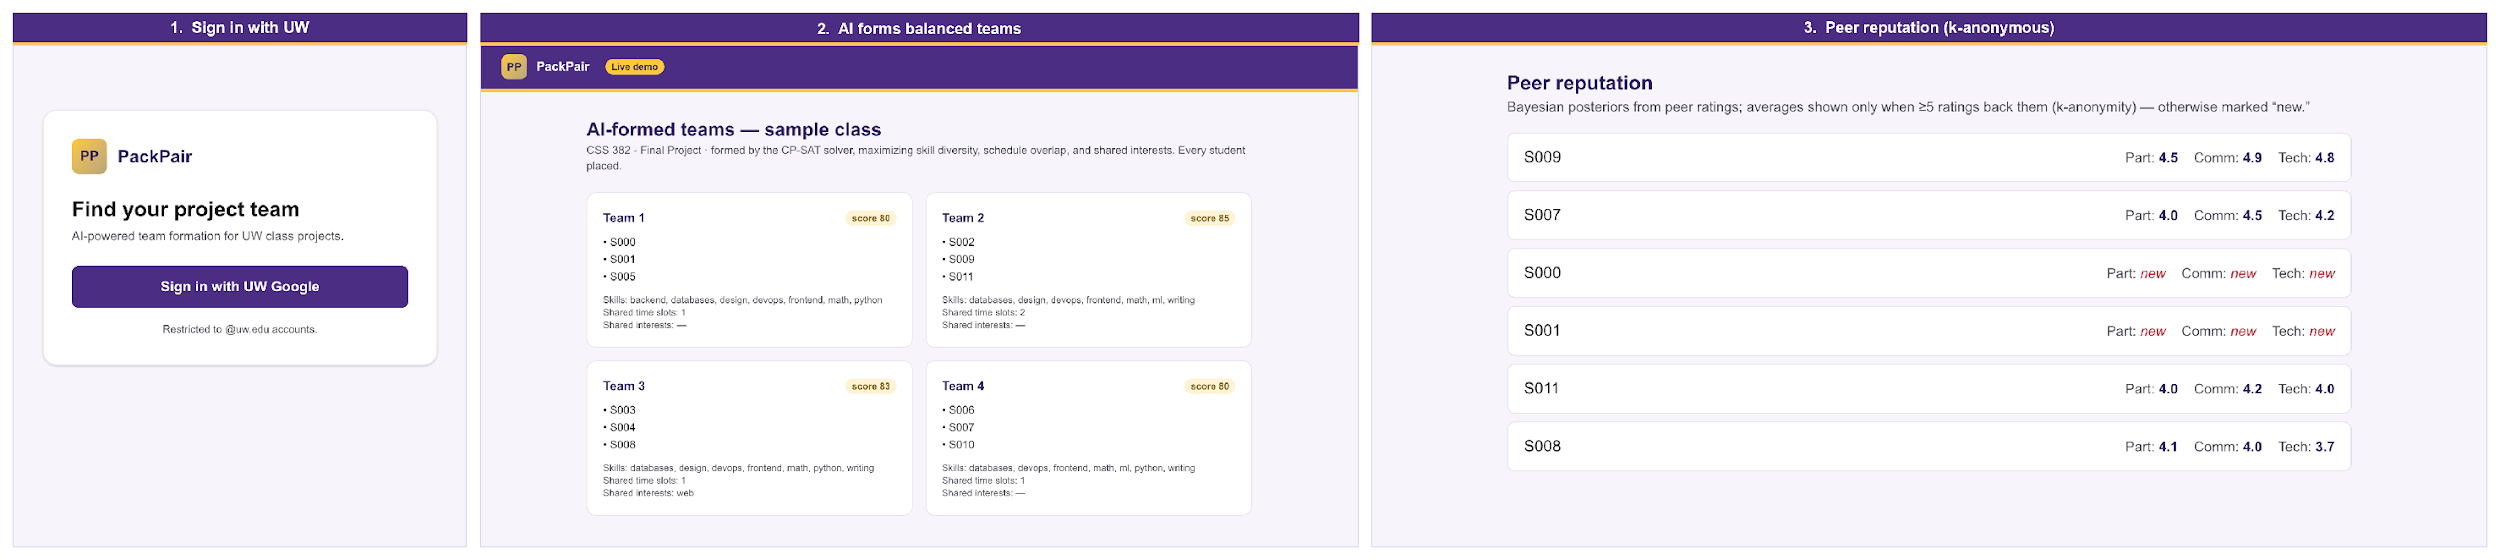 1. Sign in with UW
PP PackPair
Find your project team
AI-powered team formation for UW class projects.
Sign in with UW Google
Restricted to @uw.edu accounts.
2. AI forms balanced teams
PP PackPair Live demo
AI-formed teams — sample class
CSS 382 - Final Project · formed by the CP-SAT solver, maximizing skill diversity, schedule overlap, and shared interests. Every student
placed.
Team 1 score 80
• S000
• S001
• S005
Skills: backend, databases, design, devops, frontend, math, python
Shared time slots: 1
Shared interests: —
Team 2 score 85
• S002
• S009
• S011
Skills: databases, design, devops, frontend, math, ml, writing
Shared time slots: 2
Shared interests: —
Team 3 score 83
• S003
• S004
• S008
Skills: databases, design, devops, frontend, math, python, writing
Shared time slots: 1
Shared interests: web
Team 4 score 80
• S006
• S007
• S010
Skills: databases, devops, frontend, math, ml, python, writing
Shared time slots: 1
Shared interests: —
3. Peer reputation (k-anonymous)
Peer reputation
Bayesian posteriors from peer ratings; averages shown only when ≥5 ratings back them (k-anonymity) — otherwise marked “new.”
S009 Part: 4.5 Comm: 4.9 Tech: 4.8
S007 Part: 4.0 Comm: 4.5 Tech: 4.2
S000 Part: new Comm: new Tech: new
S001 Part: new Comm: new Tech: new
S011 Part: 4.0 Comm: 4.2 Tech: 4.0
S008 Part: 4.1 Comm: 4.0 Tech: 3.7